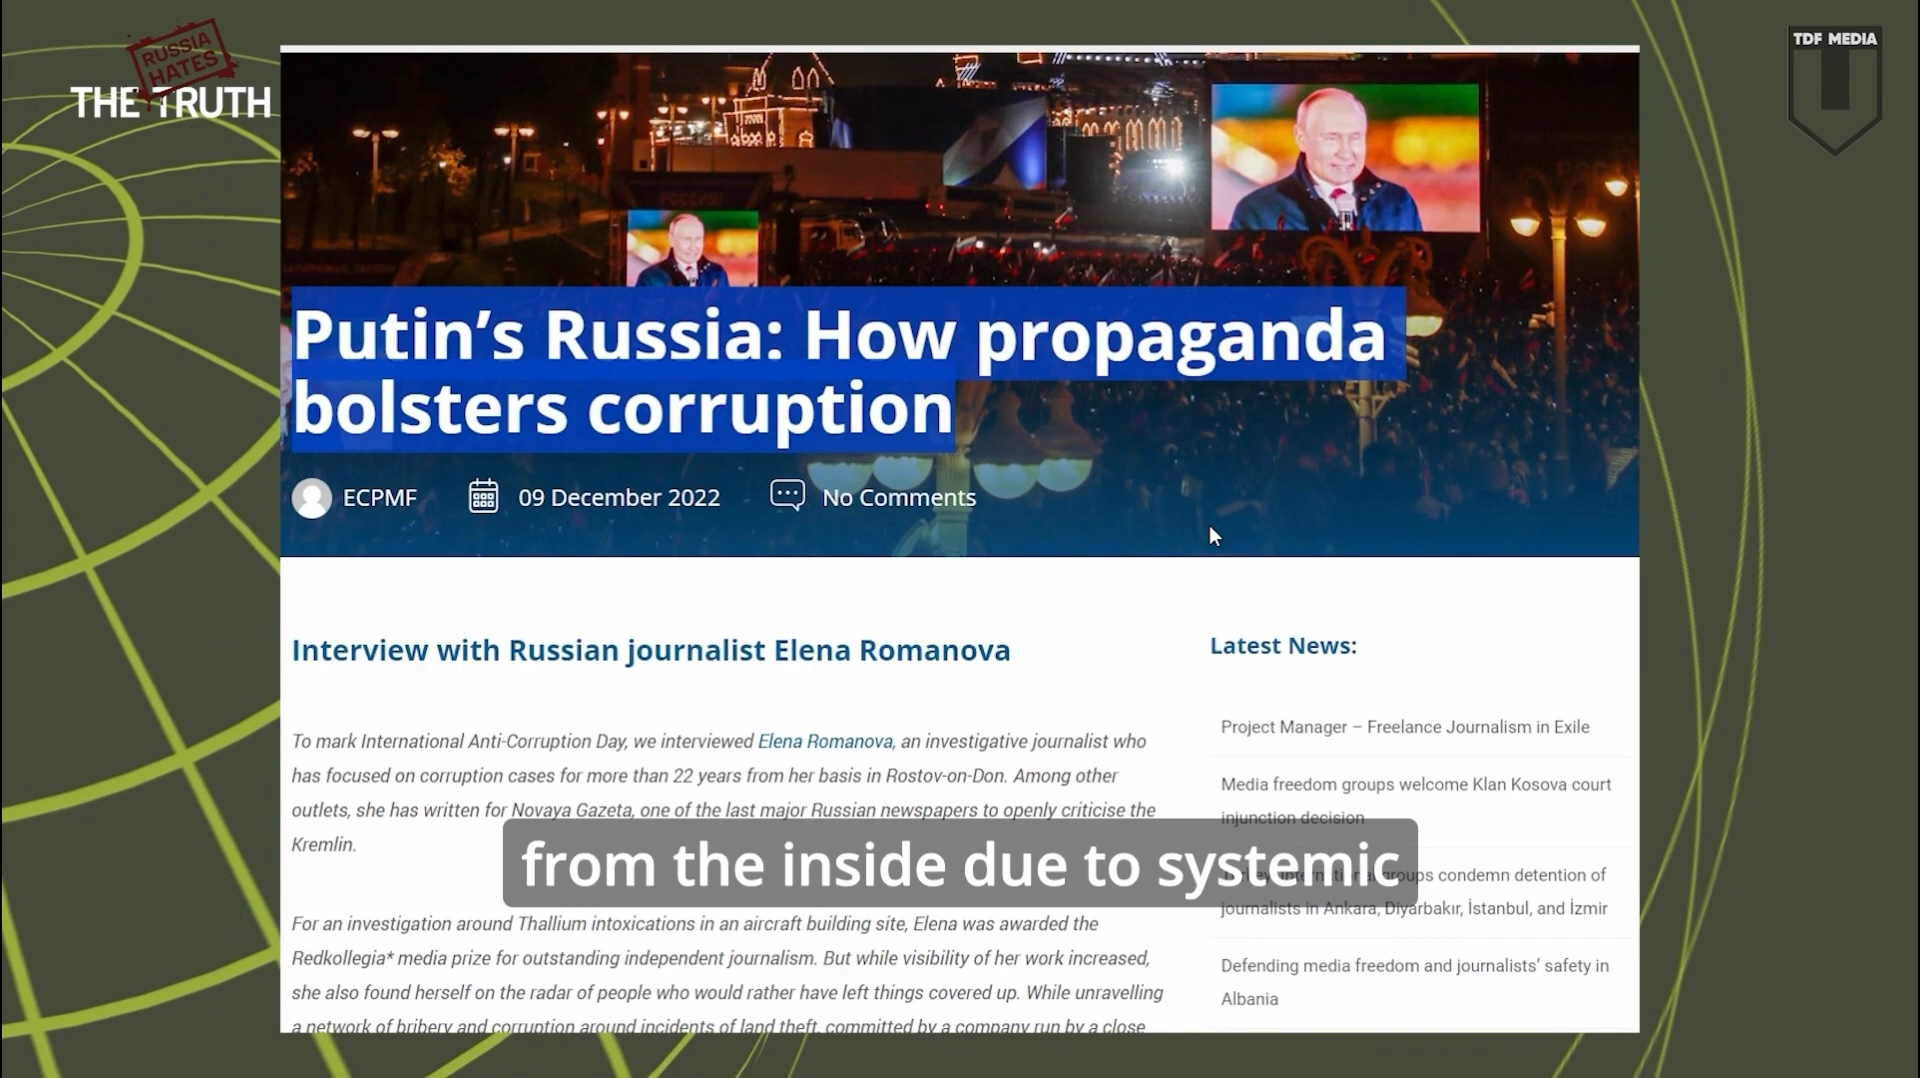 RUSSIA
HATES
THE TRUTH
TDF MEDIA
РОССИЯ!
Putin’s Russia: How propaganda
bolsters corruption
ECPMF
09 December 2022
No Comments
Interview with Russian journalist Elena Romanova
To mark International Anti-Corruption Day, we interviewed Elena Romanova, an investigative journalist who
has focused on corruption cases for more than 22 years from her basis in Rostov-on-Don. Among other
outlets, she has written for Novaya Gazeta, one of the last major Russian newspapers to openly criticise the
Kremlin.
For an investigation around Thallium intoxications in an aircraft building site, Elena was awarded the
Redkollegia* media prize for outstanding independent journalism. But while visibility of her work increased,
she also found herself on the radar of people who would rather have left things covered up. While unravelling
a network of bribery and corruption around incidents of land theft, committed by a company run by a close
Latest News:
Project Manager – Freelance Journalism in Exile
Media freedom groups welcome Klan Kosova court
injunction decision
groups condemn detention of
journalists in Ankara, Diyarbakır, İstanbul, and İzmir
Defending media freedom and journalists’ safety in
Albania
from the inside due to systemic